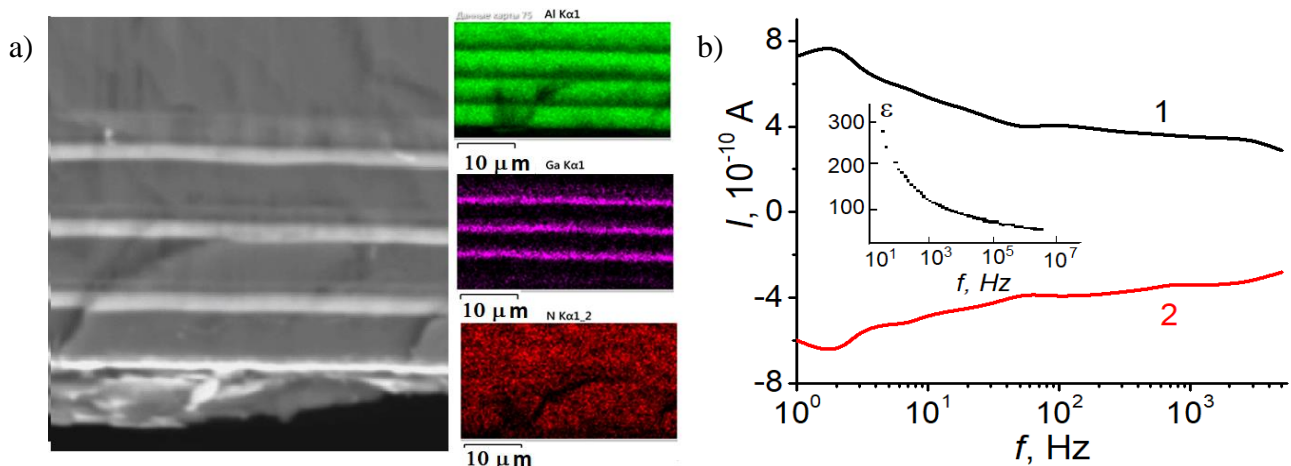 a)
Данные карты 75
Al Kα1
10 μm
Ga Kα1
10 μm
N Kα1_2
10 μm
b)
I, 10⁻¹⁰ A
8
4
0
–4
–8
1
2
ε
300
200
100
10¹ 10³ 10⁵ 10⁷
f, Hz
10⁰ 10¹ 10² 10³
f, Hz